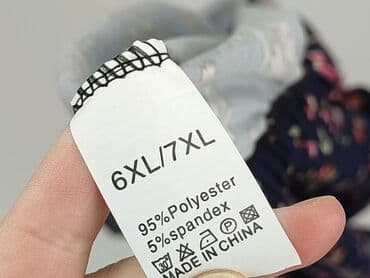 6XL/7XL
95%Polyester
5%spandex
MADE IN CHINA